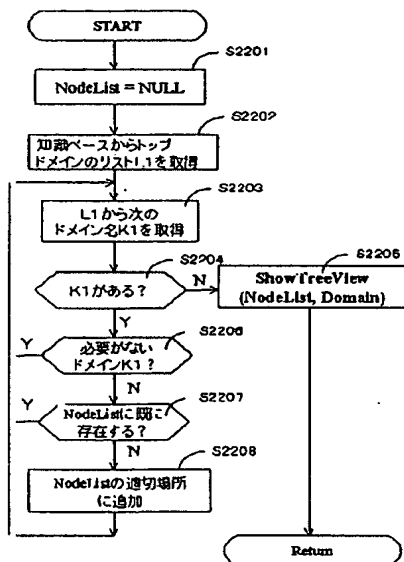 START
S2201
NodeList = NULL
S2202
知識ベースからトップ
ドメインのリストL1を取得
S2203
L1から次の
ドメイン名K1を取得
S2204
K1がある?
N
S2205
ShowTreeView
(NodeList, Domain)
Y
S2206
Y
必要がない
ドメインK1?
N
S2207
Y
NodeListに既に
存在する?
N
S2208
NodeListの適切場所
に追加
Return